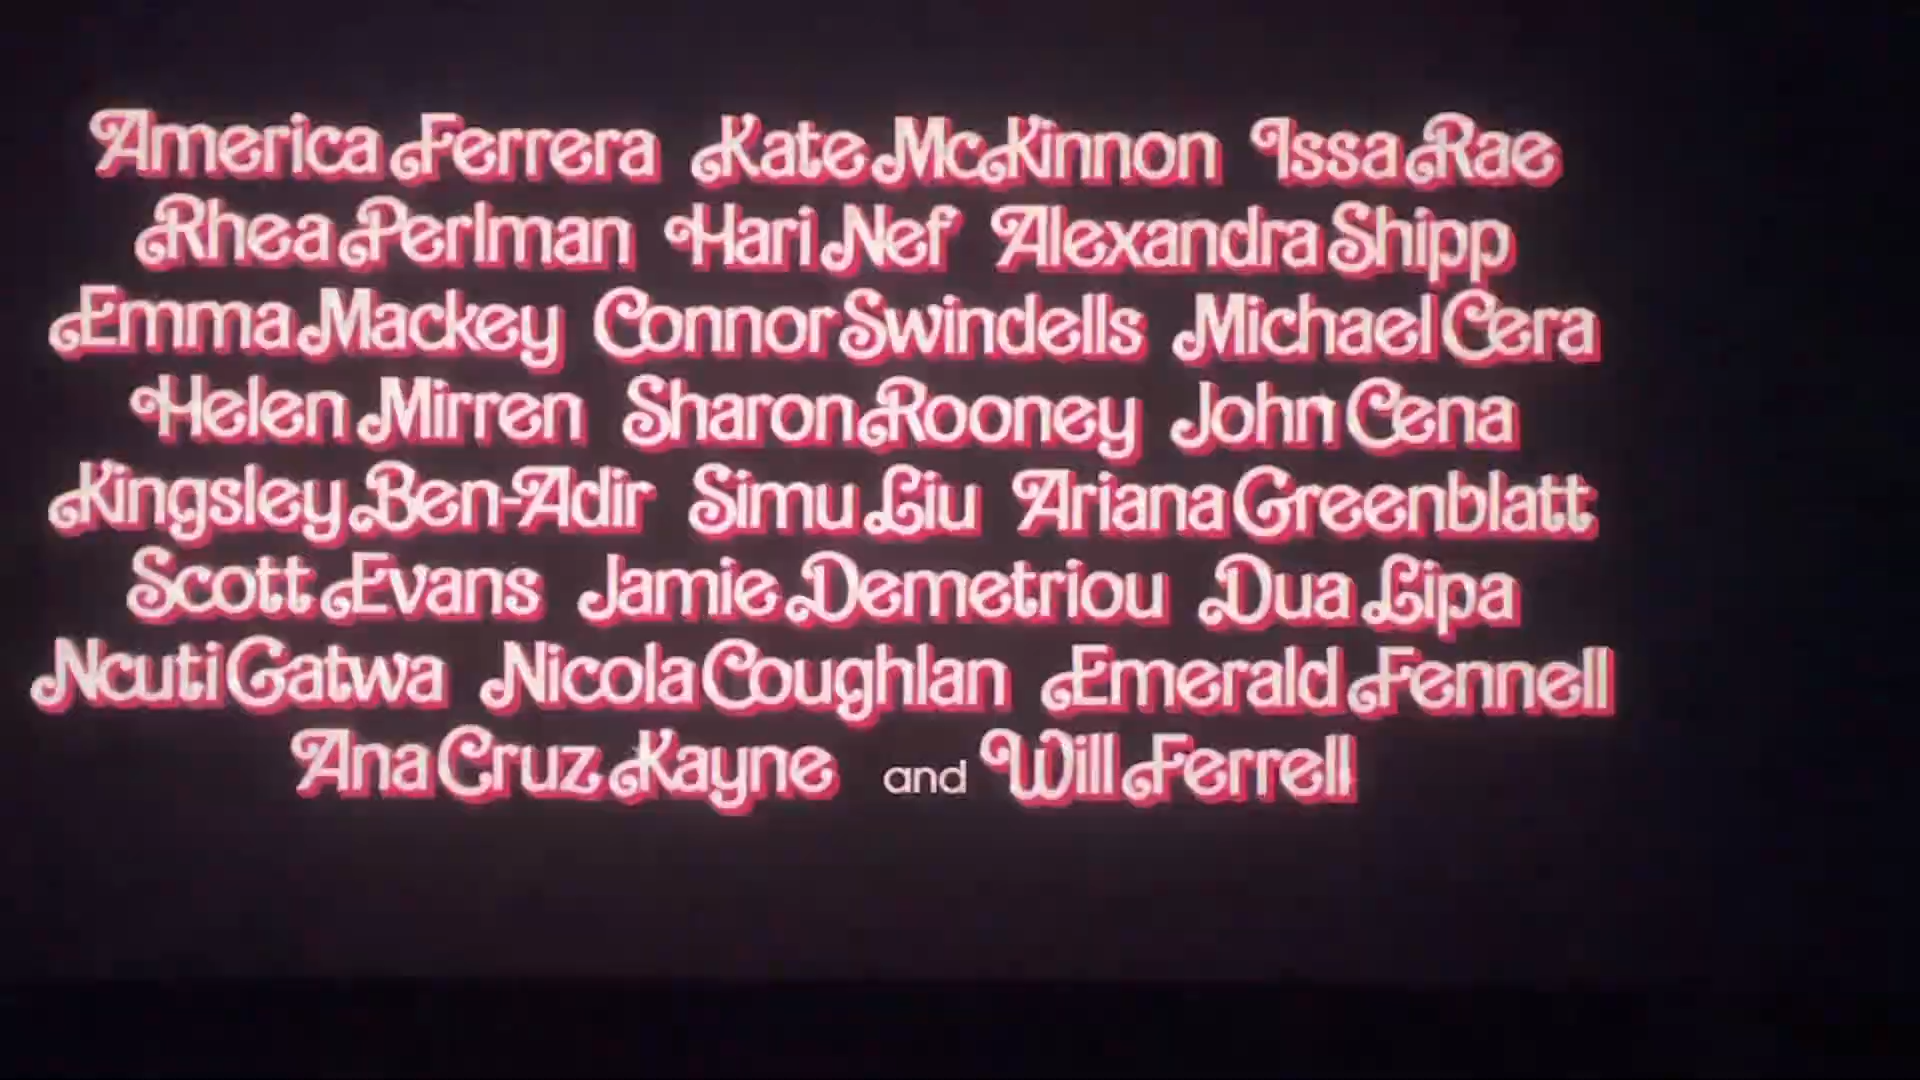 America Ferrera Kate McKinnon Issa Rae
Rhea Perlman Hari Nef Alexandra Shipp
Emma Mackey Connor Swindells Michael Cera
Helen Mirren Sharon Rooney John Cena
Kingsley Ben-Adir Simu Liu Ariana Greenblatt
Scott Evans Jamie Demetriou Dua Lipa
Ncuti Gatwa Nicola Coughlan Emerald Fennell
Ana Cruz Kayne and Will Ferrell